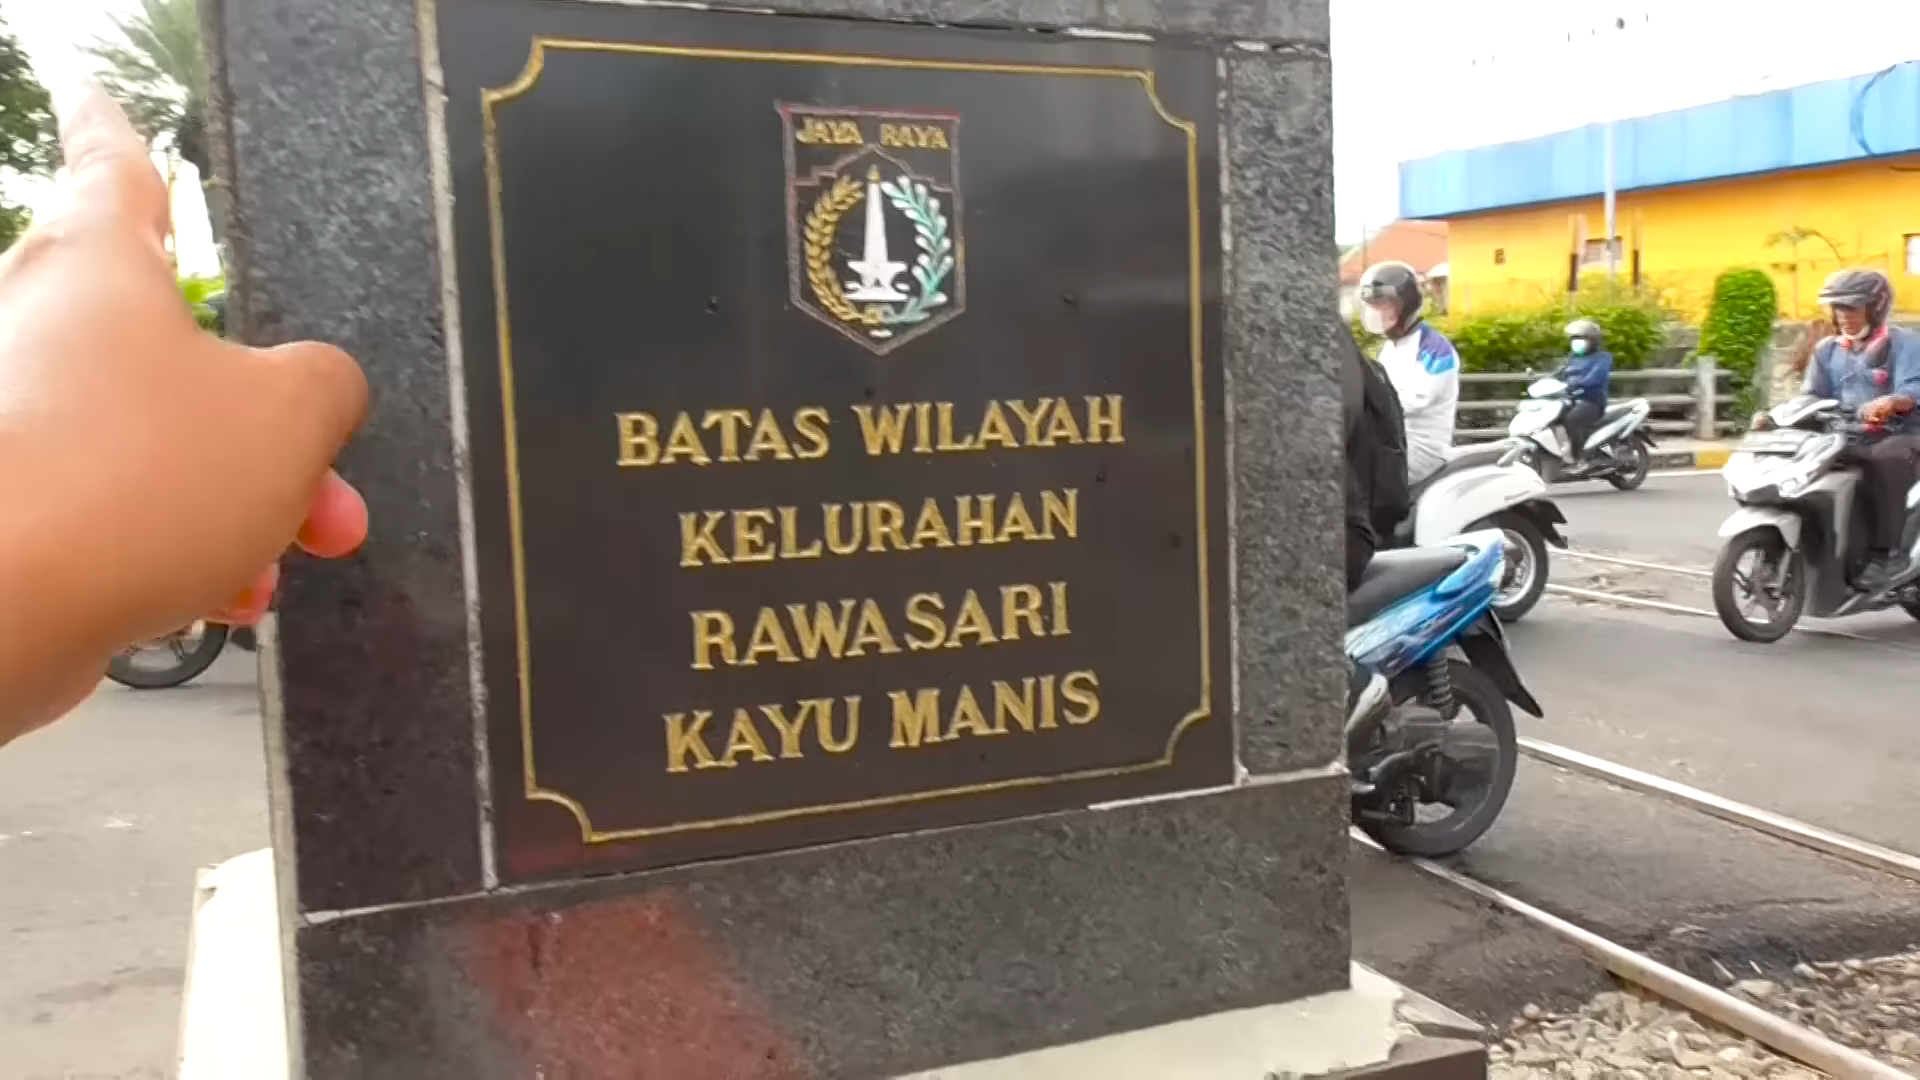 JAYA RAYA
BATAS WILAYAH
KELURAHAN
RAWASARI
KAYU MANIS